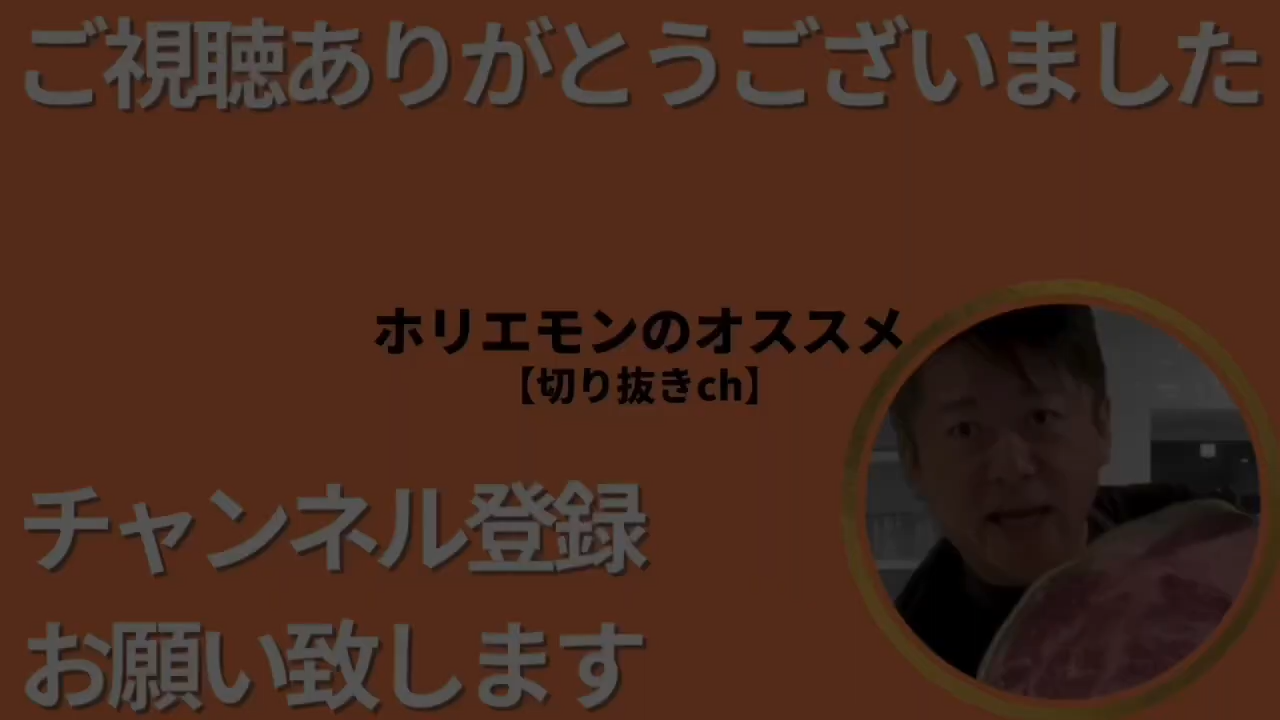 ご視聴ありがとうございました
ホリエモンのオススメ
【切り抜きch】
チャンネル登録
お願い致します